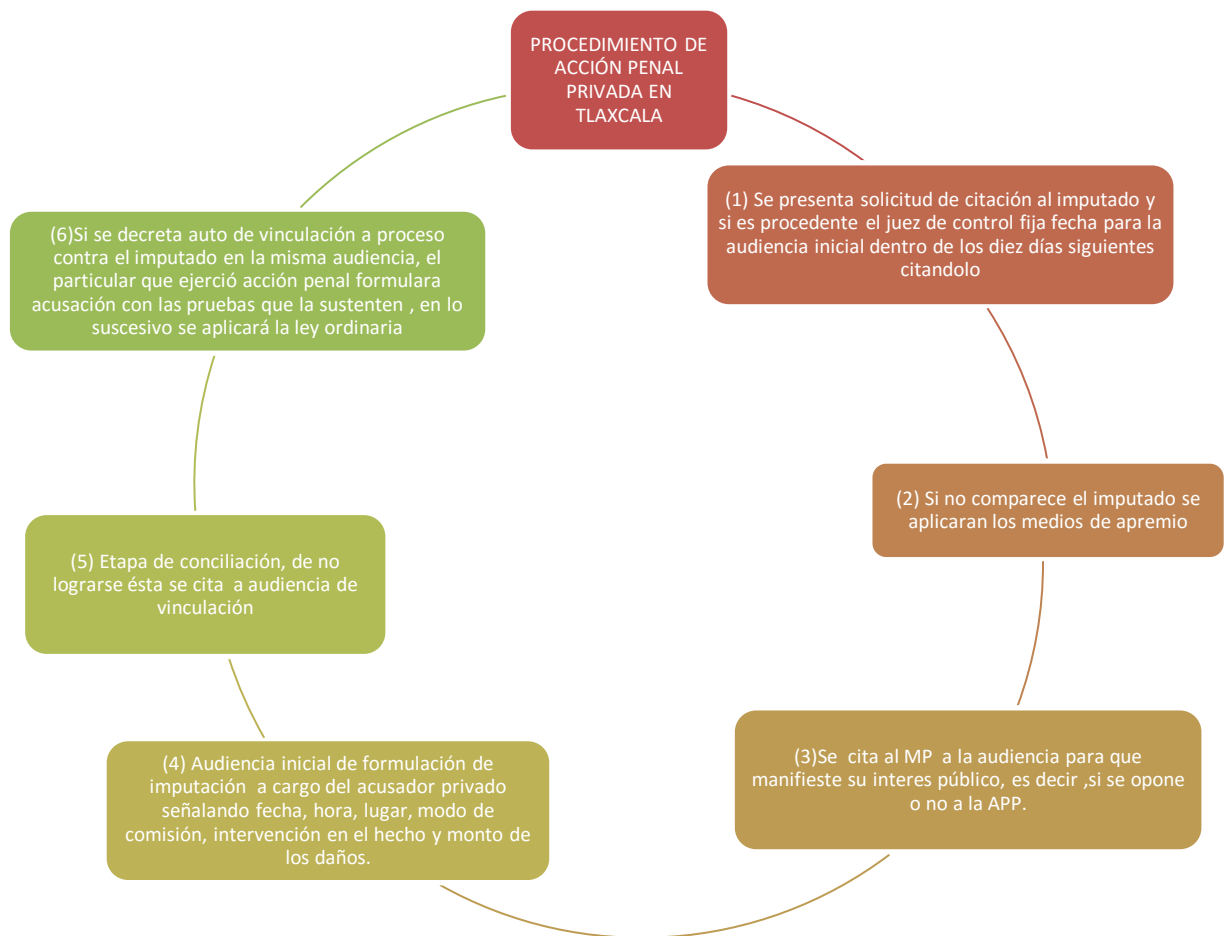 PROCEDIMIENTO DE
ACCIÓN PENAL
PRIVADA EN
TLAXCALA
(1) Se presenta solicitud de citación al imputado y
si es procedente el juez de control fija fecha para la
audiencia inicial dentro de los diez días siguientes
citandolo
(2) Si no comparece el imputado se
aplicaran los medios de apremio
(3)Se cita al MP a la audiencia para que
manifieste su interes público, es decir ,si se opone
o no a la APP.
(4) Audiencia inicial de formulación de
imputación a cargo del acusador privado
señalando fecha, hora, lugar, modo de
comisión, intervención en el hecho y monto de
los daños.
(5) Etapa de conciliación, de no
lograrse ésta se cita a audiencia de
vinculación
(6)Si se decreta auto de vinculación a proceso
contra el imputado en la misma audiencia, el
particular que ejerció acción penal formulara
acusación con las pruebas que la sustenten , en lo
suscesivo se aplicará la ley ordinaria